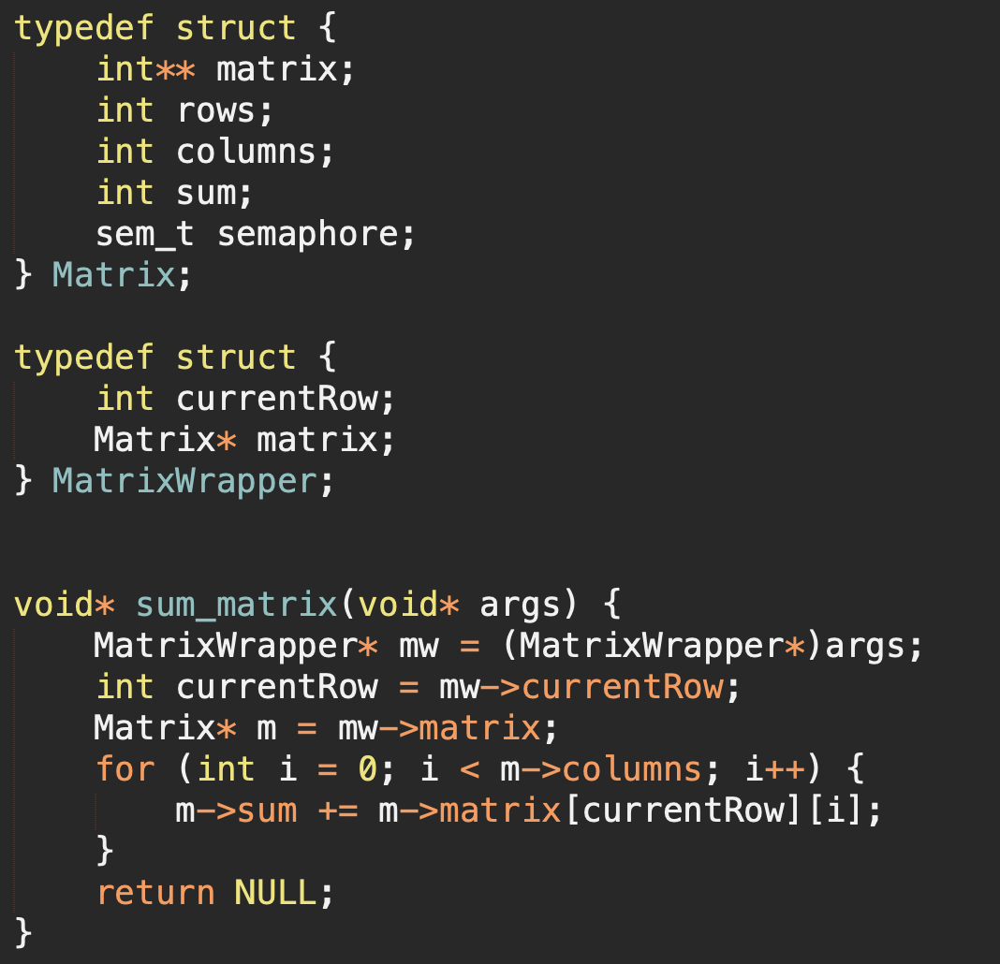 typedef struct {
    int** matrix;
    int rows;
    int columns;
    int sum;
    sem_t semaphore;
} Matrix;

typedef struct {
    int currentRow;
    Matrix* matrix;
} MatrixWrapper;


void* sum_matrix(void* args) {
    MatrixWrapper* mw = (MatrixWrapper*)args;
    int currentRow = mw->currentRow;
    Matrix* m = mw->matrix;
    for (int i = 0; i < m->columns; i++) {
        m->sum += m->matrix[currentRow][i];
    }
    return NULL;
}